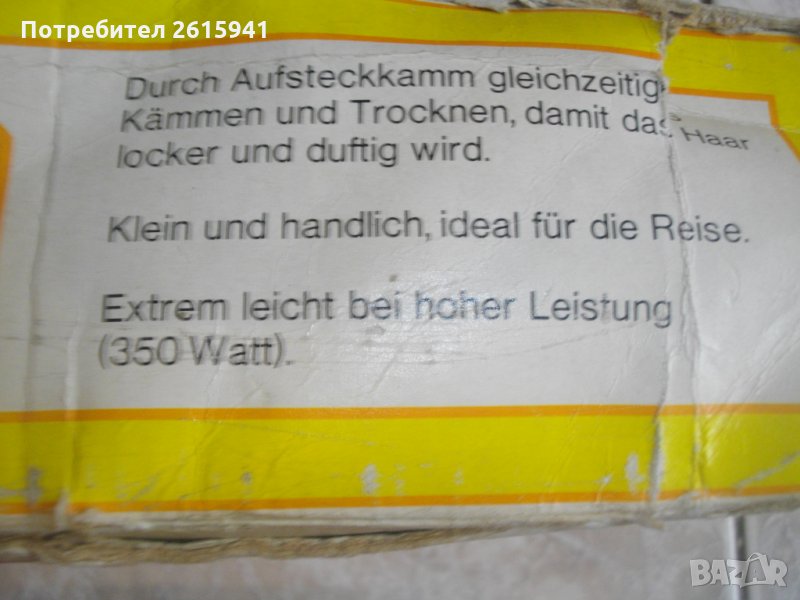 Потребител 2615941
Durch Aufsteckkamm gleichzeitig
Kämmen und Trocknen, damit das Haar
locker und duftig wird.
Klein und handlich, ideal für die Reise.
Extrem leicht bei hoher Leistung
(350 Watt).
BAZAR